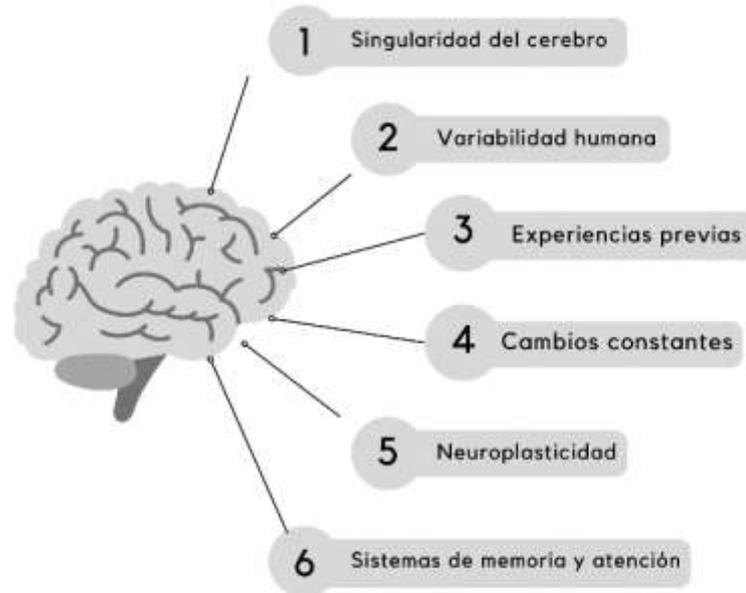 1 Singularidad del cerebro
2 Variabilidad humana
3 Experiencias previas
4 Cambios constantes
5 Neuroplasticidad
6 Sistemas de memoria y atención